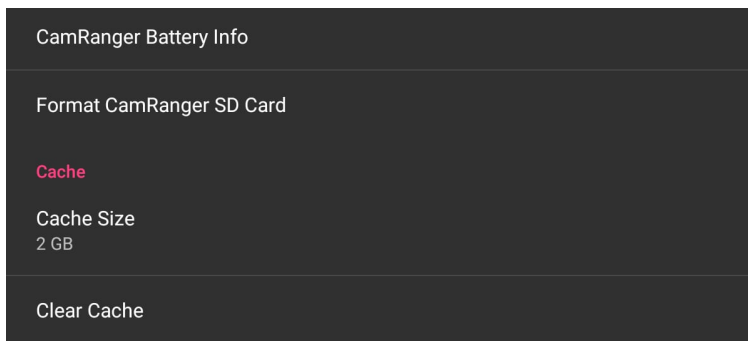 CamRanger Battery Info
Format CamRanger SD Card
Cache
Cache Size
2 GB
Clear Cache